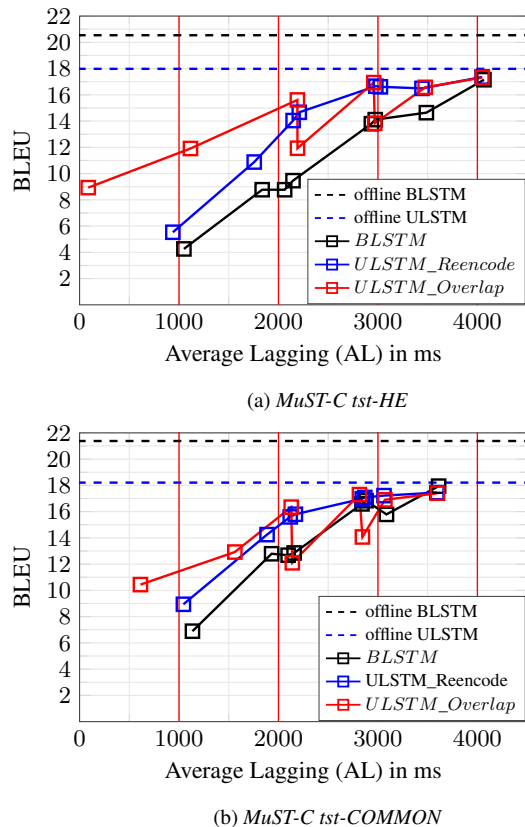 22
20
18
16
14
12
10
8
6
4
2
BLEU
offline BLSTM
offline ULSTM
BLSTM
ULSTM_Reencode
ULSTM_Overlap
0 1000 2000 3000 4000
Average Lagging (AL) in ms
(a) MuST-C tst-HE
22
20
18
16
14
12
10
8
6
4
2
BLEU
offline BLSTM
offline ULSTM
BLSTM
ULSTM_Reencode
ULSTM_Overlap
0 1000 2000 3000 4000
Average Lagging (AL) in ms
(b) MuST-C tst-COMMON